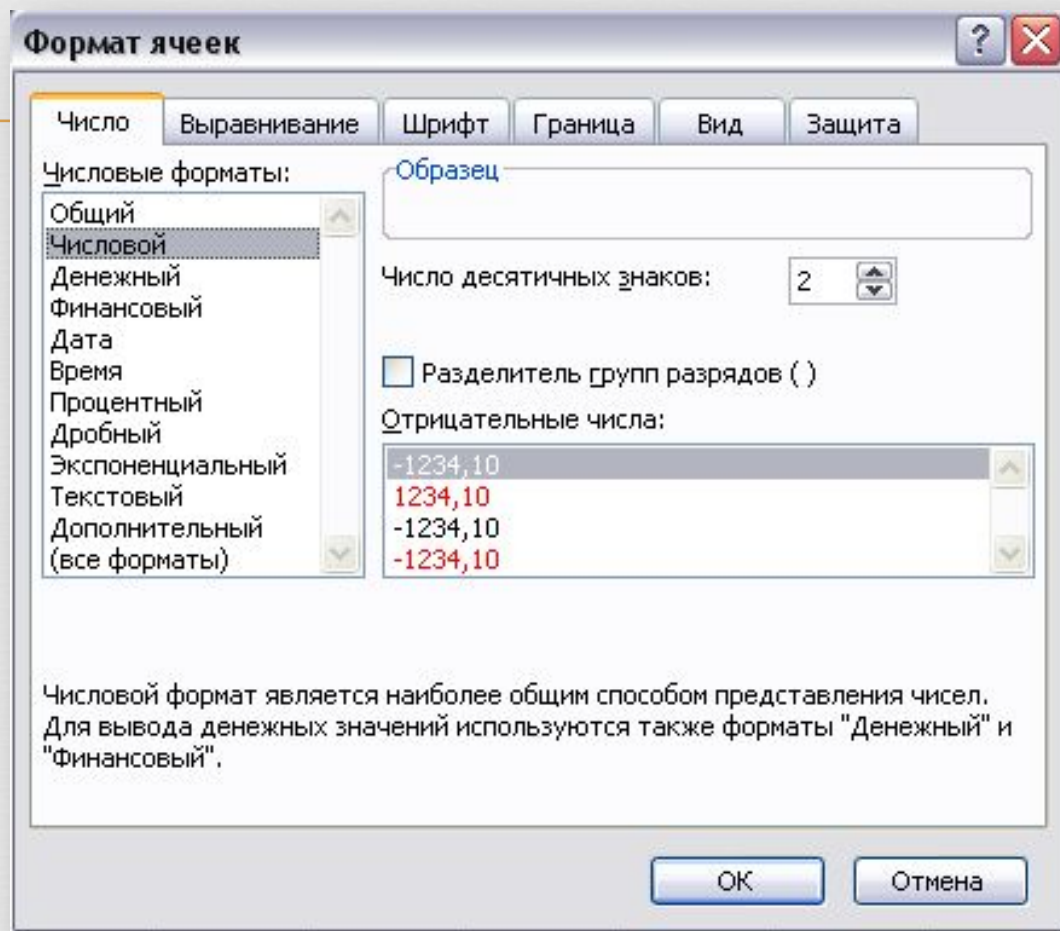 Формат ячеек
Число
Выравнивание
Шрифт
Граница
Вид
Защита
Числовые форматы:
Общий
Числовой
Денежный
Финансовый
Дата
Время
Процентный
Дробный
Экспоненциальный
Текстовый
Дополнительный
(все форматы)
Образец
Число десятичных знаков: 2
Разделитель групп разрядов ( )
Отрицательные числа:
-1234,10
1234,10
-1234,10
-1234,10
Числовой формат является наиболее общим способом представления чисел.
Для вывода денежных значений используются также форматы "Денежный" и
"Финансовый".
ОК
Отмена